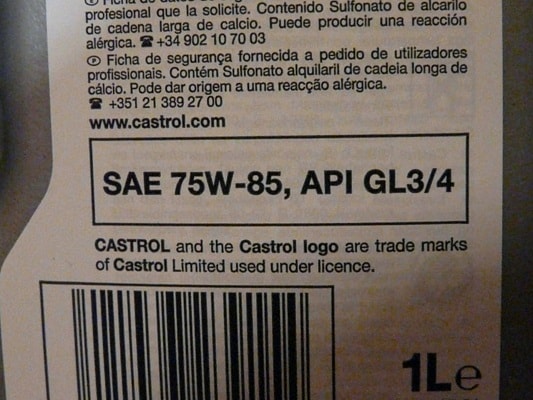 profesional que la solicite. Contenido Sulfonato de alcarilo
de cadena larga de calcio. Puede producir una reacción
alérgica. ☎ +34 902 10 70 03
Ⓟ Ficha de segurança fornecida a pedido de utilizadores
profissionais. Contém Sulfonato alquilaril de cadeia longa de
cálcio. Pode dar origem a uma reacção alérgica.
☎ +351 21 389 27 00
www.castrol.com
SAE 75W-85, API GL3/4
CASTROL and the Castrol logo are trade marks
of Castrol Limited used under licence.
1Le